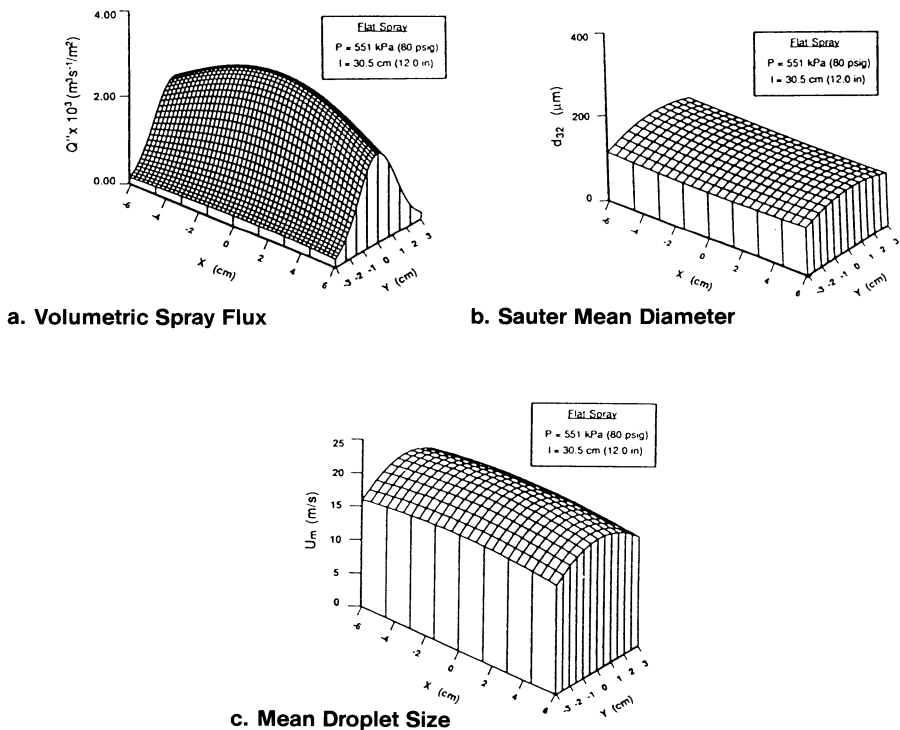 4.00
2.00
0.00
Q" x 10³ (m³s⁻¹/m²)
Flat Spray
P = 551 kPa (80 psig)
l = 30.5 cm (12.0 in)
-6
-4
-2
0
2
4
6
X (cm)
-3 -2 -1 0 1 2 3
Y (cm)
a. Volumetric Spray Flux
400
200
0
d₃₂ (μm)
Flat Spray
P = 551 kPa (80 psig)
l = 30.5 cm (12.0 in)
-6
-4
-2
0
2
4
6
X (cm)
-3 -2 -1 0 1 2 3
Y (cm)
b. Sauter Mean Diameter
25
20
15
10
5
0
Uₘ (m/s)
Flat Spray
P = 551 kPa (80 psig)
l = 30.5 cm (12.0 in)
-6
-4
-2
0
2
4
6
X (cm)
-3 -2 -1 0 1 2 3
Y (cm)
c. Mean Droplet Size